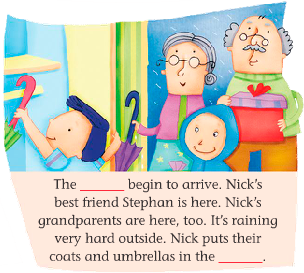 The ______ begin to arrive. Nick's
best friend Stephan is here. Nick's
grandparents are here, too. It's raining
very hard outside. Nick puts their
coats and umbrellas in the ______.